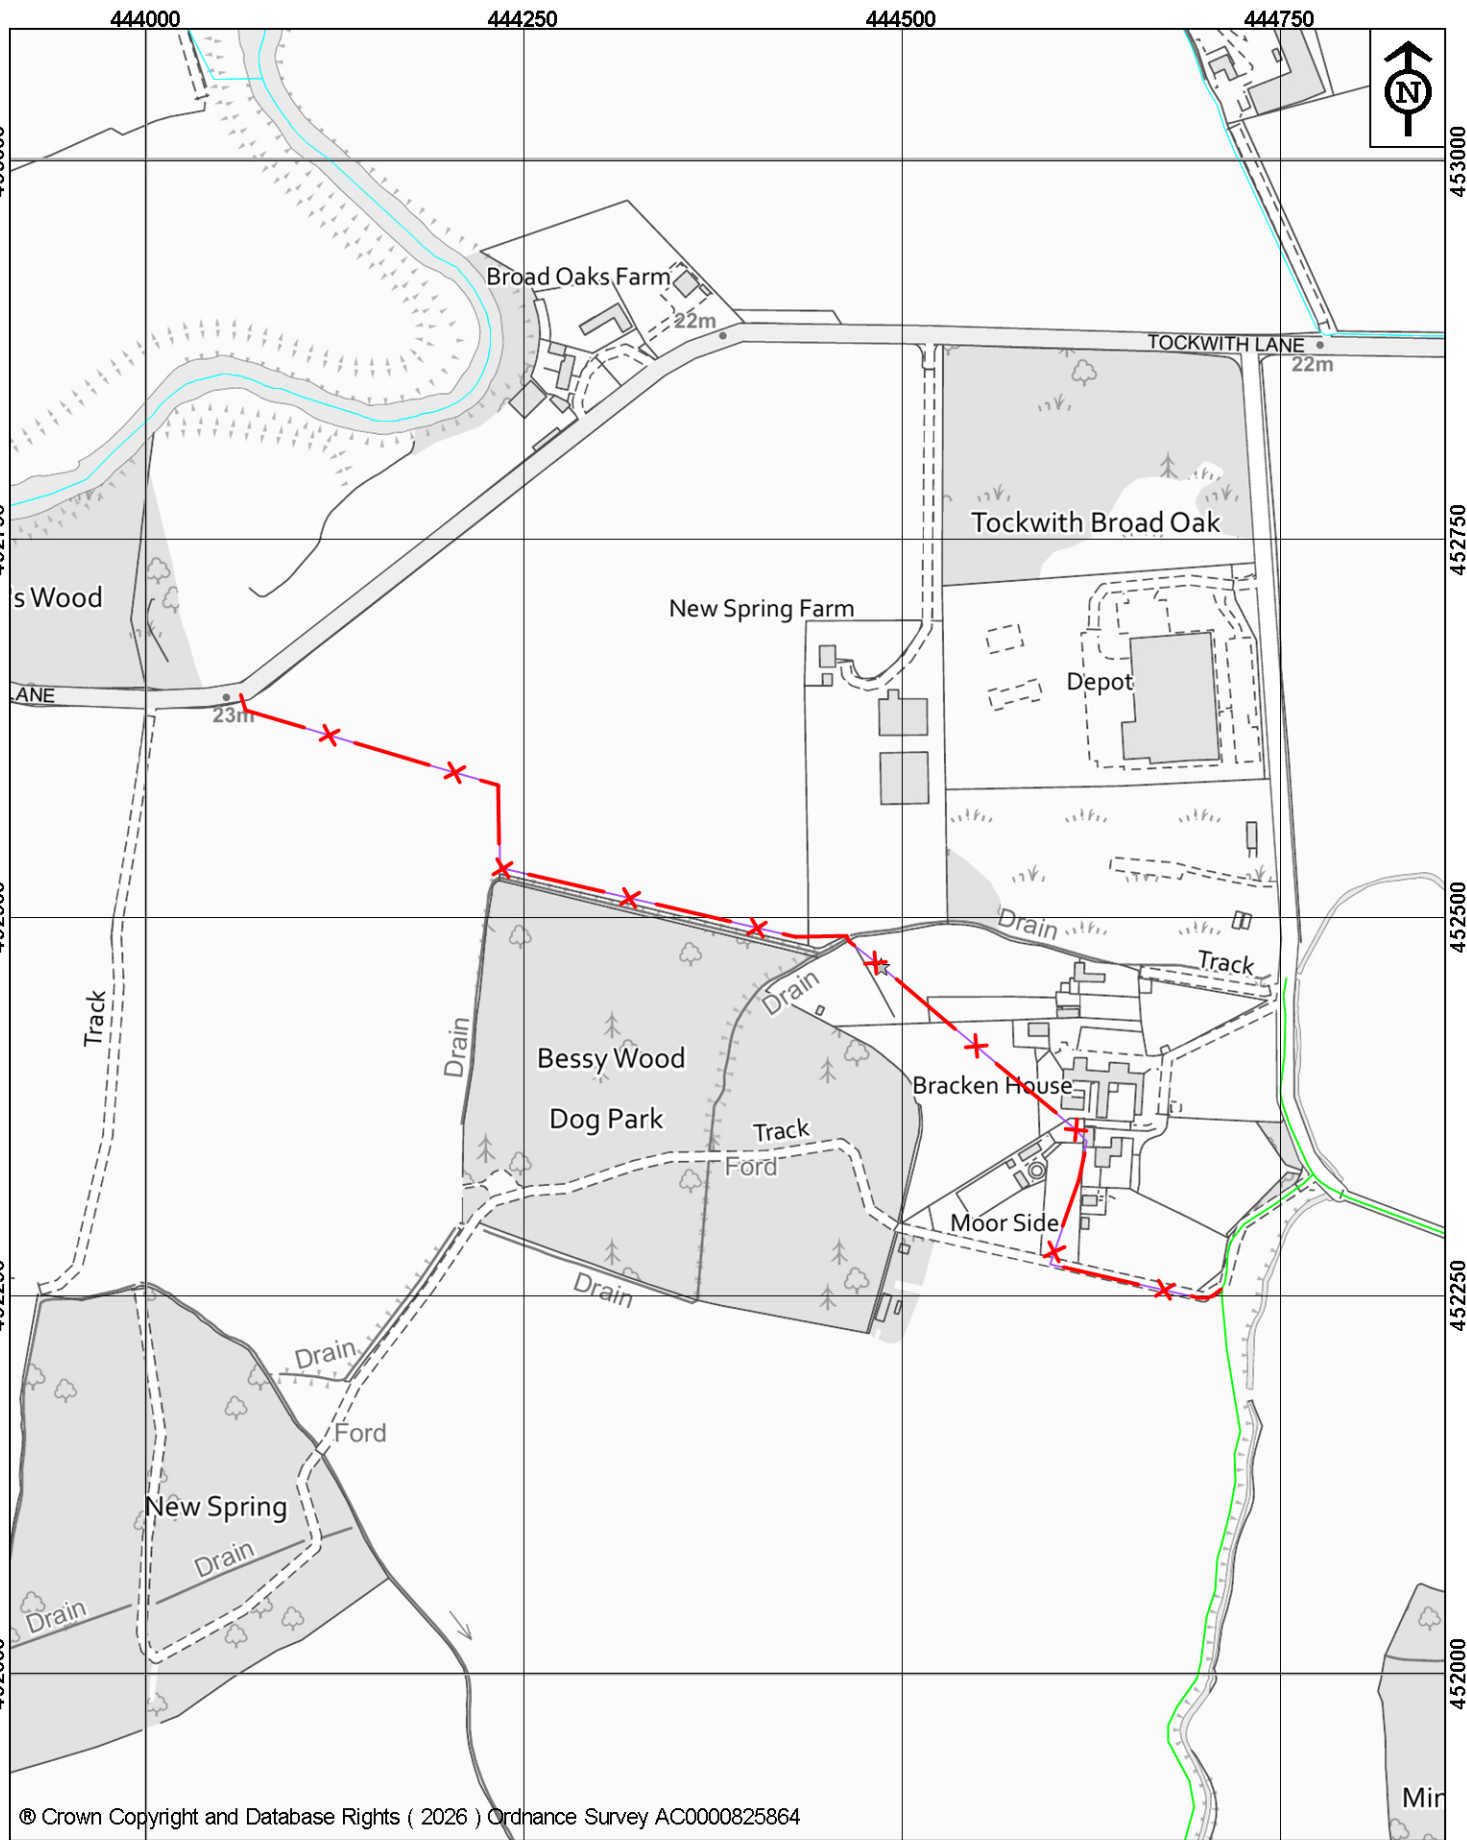 444000
444250
444500
444750
N
453000
Broad Oaks Farm
22m
TOCKWITH LANE
22m
Tockwith Broad Oak
452750
's Wood
New Spring Farm
Depot
LANE
23m
452500
Drain
Track
Drain
Track
Drain
Bessy Wood
Bracken House
Dog Park
Track
Ford
Moor Side
Drain
452250
Drain
Ford
New Spring
Drain
Drain
452000
® Crown Copyright and Database Rights ( 2026 ) Ordnance Survey AC0000825864